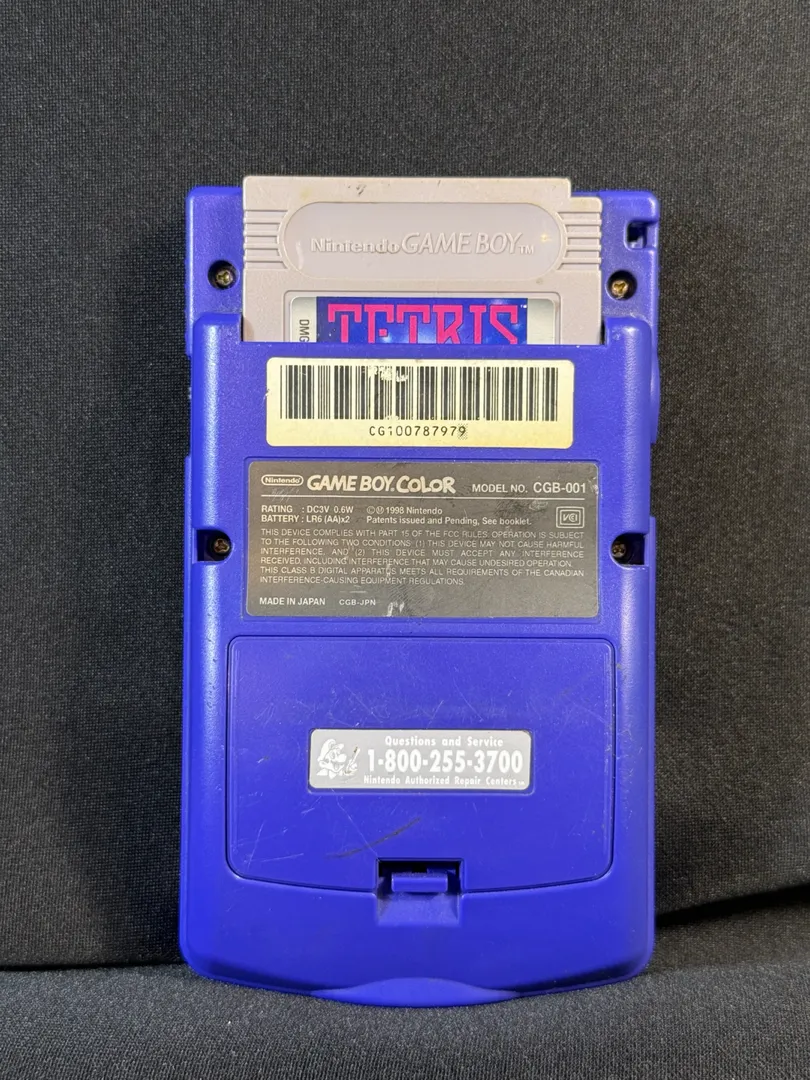 Nintendo GAME BOY TM
TETRIS
DMG
CG100787979
Nintendo GAME BOY COLOR MODEL NO. CGB-001
RATING : DC3V 0.6W © ® 1998 Nintendo
BATTERY : LR6 (AA)x2 Patents issued and Pending, See booklet.
VCI
THIS DEVICE COMPLIES WITH PART 15 OF THE FCC RULES. OPERATION IS SUBJECT
TO THE FOLLOWING TWO CONDITIONS: (1) THIS DEVICE MAY NOT CAUSE HARMFUL
INTERFERENCE, AND (2) THIS DEVICE MUST ACCEPT ANY INTERFERENCE
RECEIVED, INCLUDING INTERFERENCE THAT MAY CAUSE UNDESIRED OPERATION.
THIS CLASS B DIGITAL APPARATUS MEETS ALL REQUIREMENTS OF THE CANADIAN
INTERFERENCE-CAUSING EQUIPMENT REGULATIONS.
MADE IN JAPAN CGB-JPN
Questions and Service
1-800-255-3700
Nintendo Authorized Repair Centers